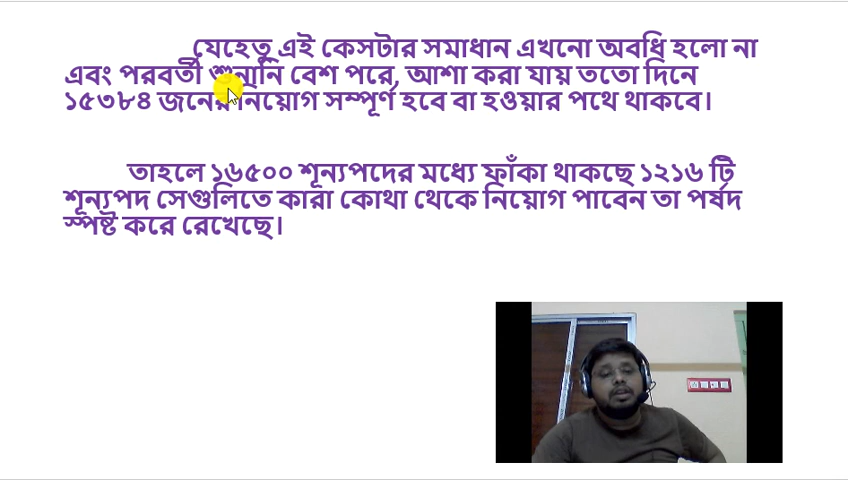 যেহেতু এই কেসটার সমাধান এখনো অবধি হলো না
এবং পরবর্তী শুনানি বেশ পরে, আশা করা যায় ততো দিনে
১৫৩৮৪ জনের নিয়োগ সম্পূর্ণ হবে বা হওয়ার পথে থাকবে।
তাহলে ১৬৫০০ শূন্যপদের মধ্যে ফাঁকা থাকছে ১২১৬ টি
শূন্যপদ সেগুলিতে কারা কোথা থেকে নিয়োগ পাবেন তা পর্ষদ
স্পষ্ট করে রেখেছে।